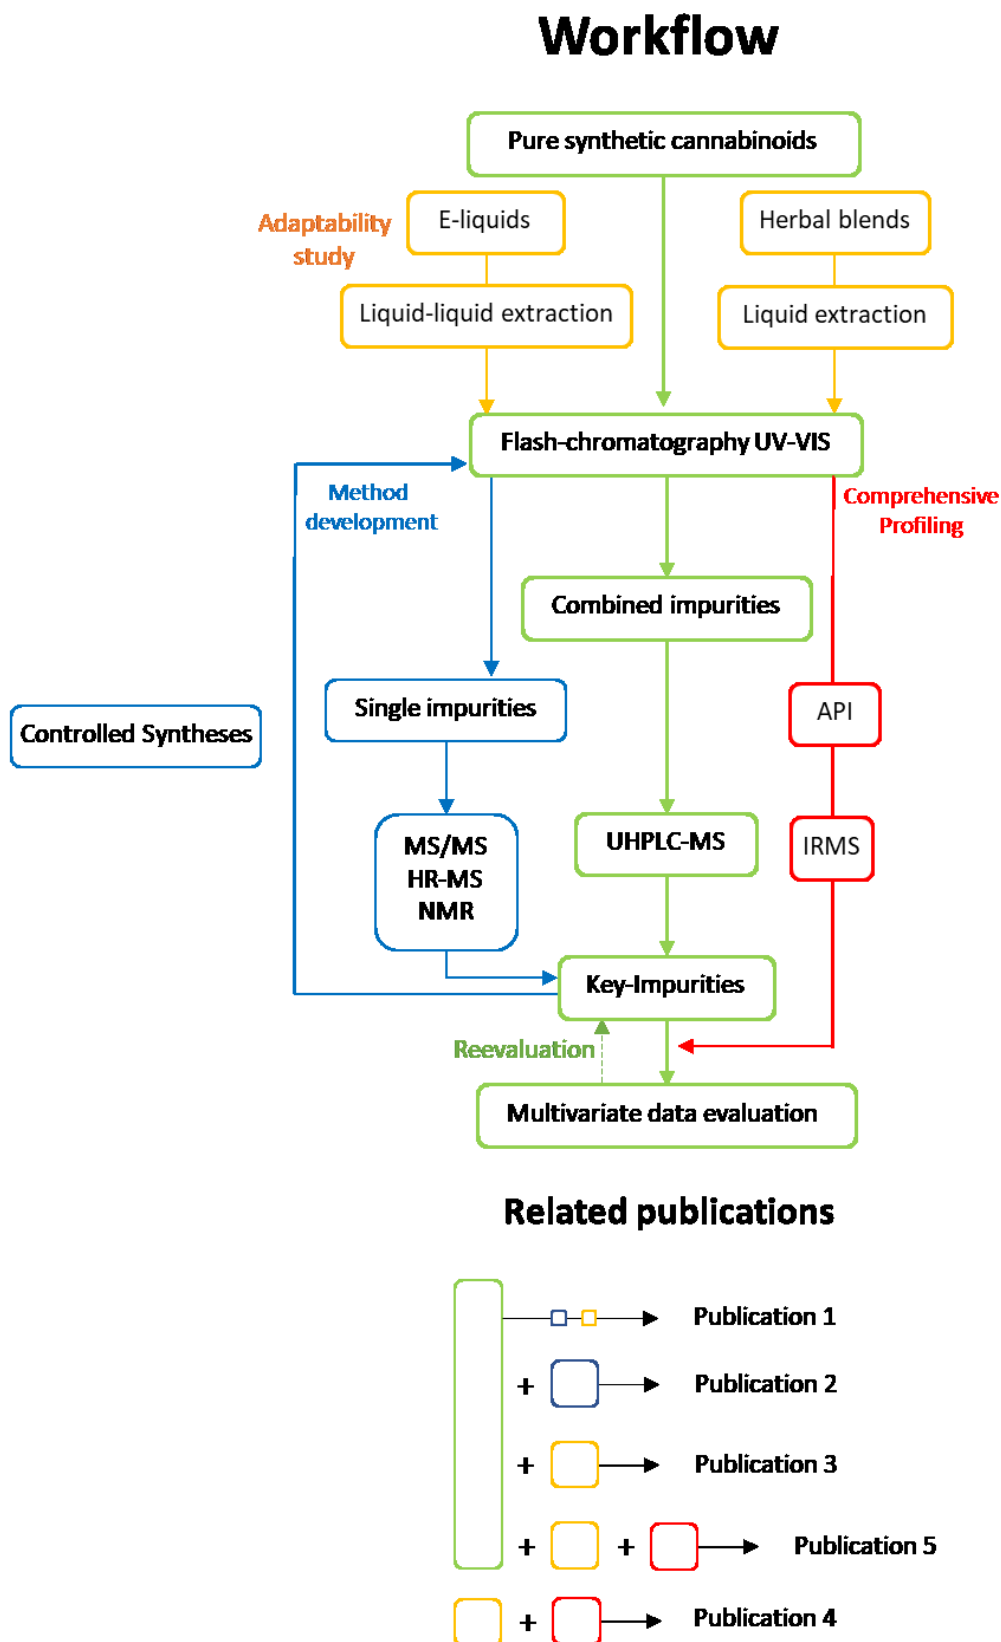 Workflow
Pure synthetic cannabinoids
Adaptability
study
E-liquids
Herbal blends
Liquid-liquid extraction
Liquid extraction
Flash-chromatography UV-VIS
Method
development
Comprehensive
Profiling
Combined impurities
Single impurities
API
Controlled Syntheses
MS/MS
HR-MS
NMR
UHPLC-MS
IRMS
Key-Impurities
Reevaluation
Multivariate data evaluation
Related publications
Publication 1
+ Publication 2
+ Publication 3
+ + Publication 5
+ Publication 4